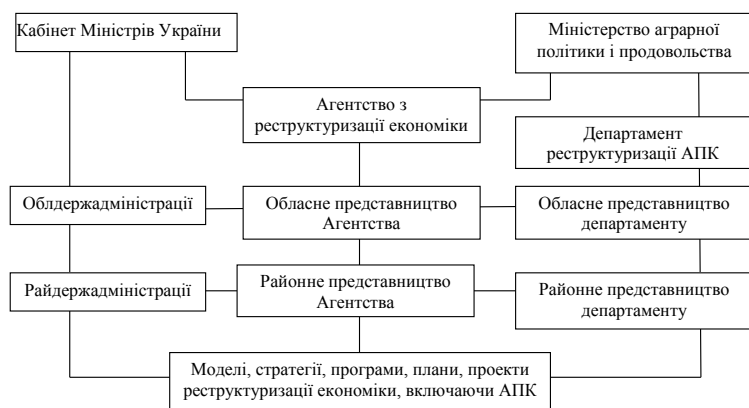 Кабінет Міністрів України
Міністерство аграрної
політики і продовольства
Агентство з
реструктуризації економіки
Департамент
реструктуризації АПК
Облдержадміністрації
Обласне представництво
Агентства
Обласне представництво
департаменту
Райдержадміністрації
Районне представництво
Агентства
Районне представництво
департаменту
Моделі, стратегії, програми, плани, проекти
реструктуризації економіки, включаючи АПК